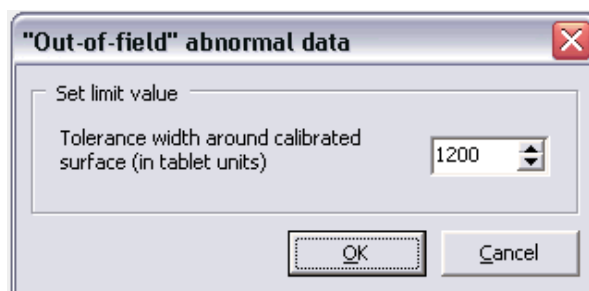 "Out-of-field" abnormal data
Set limit value
Tolerance width around calibrated
surface (in tablet units)
1200
OK
Cancel